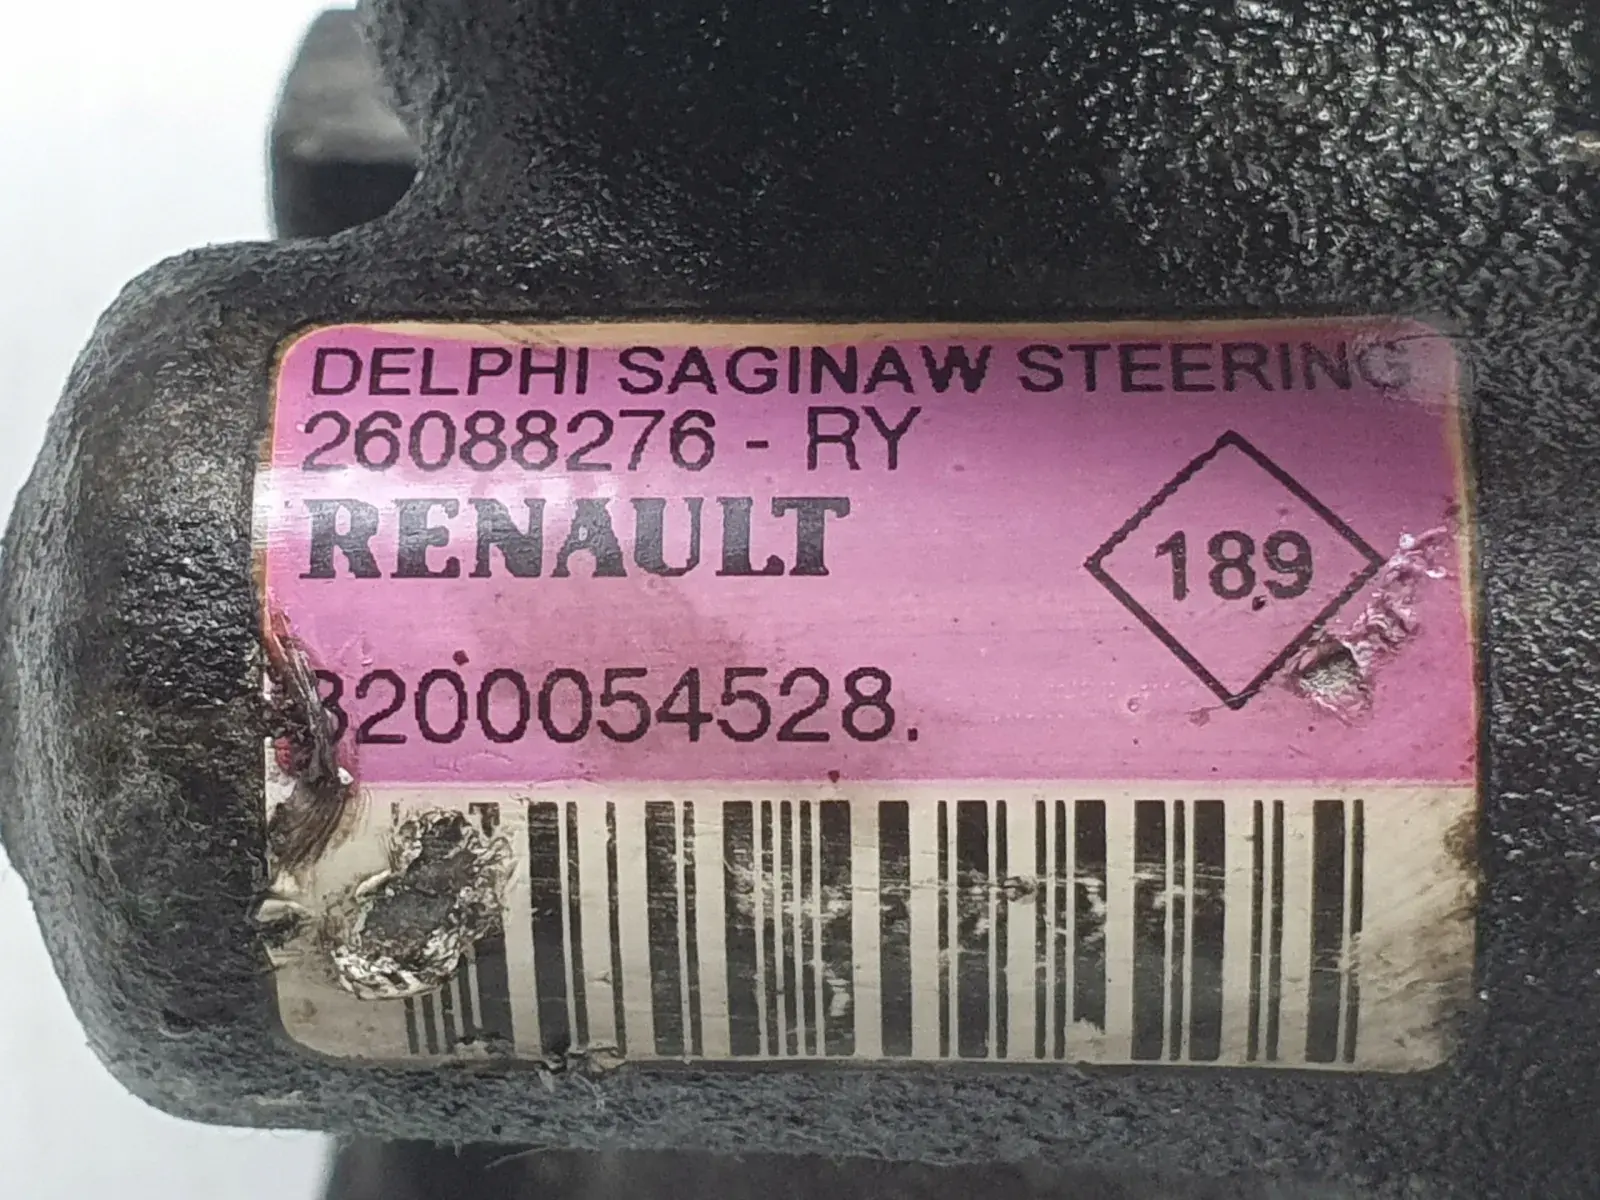 DELPHI SAGINAW STEERING
26088276 - RY
RENAULT
189
8200054528.